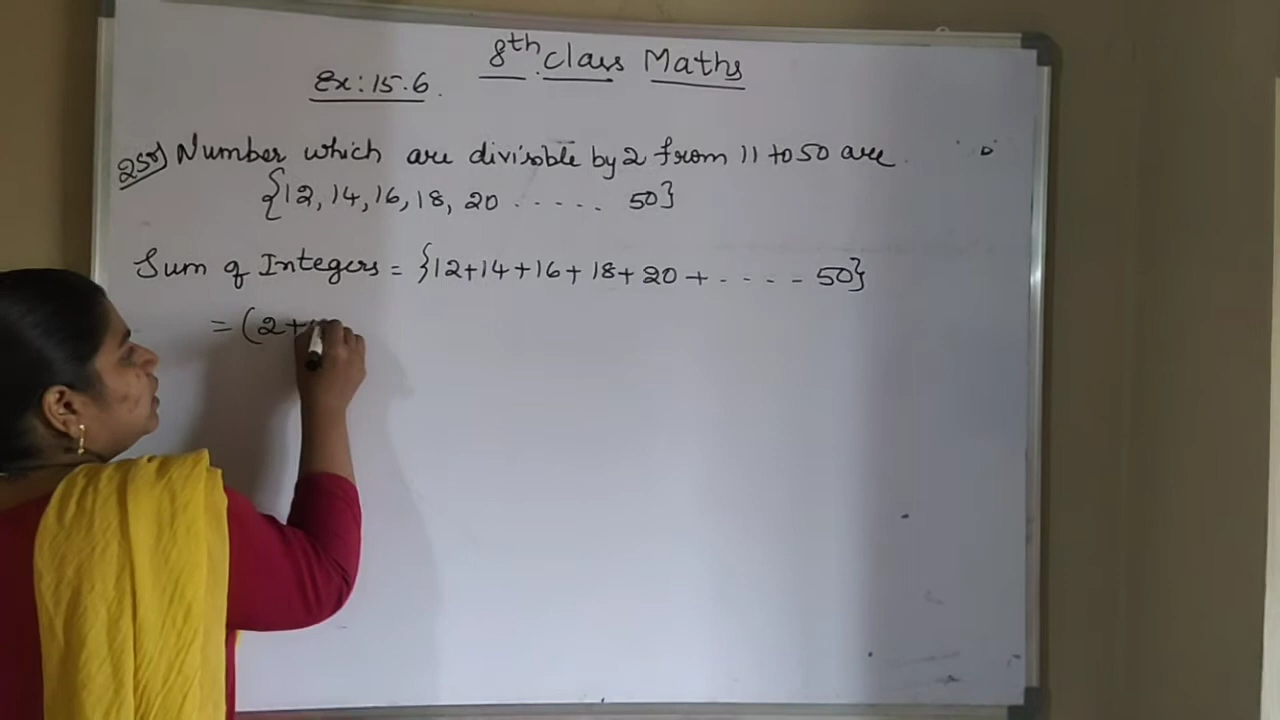 8th class Maths
Ex: 15.6
2sol) Number which are divisible by 2 from 11 to 50 are
{12, 14, 16, 18, 20 ..... 50}
Sum of Integers = {12+14+16+18+20+ .... 50}
= (2+